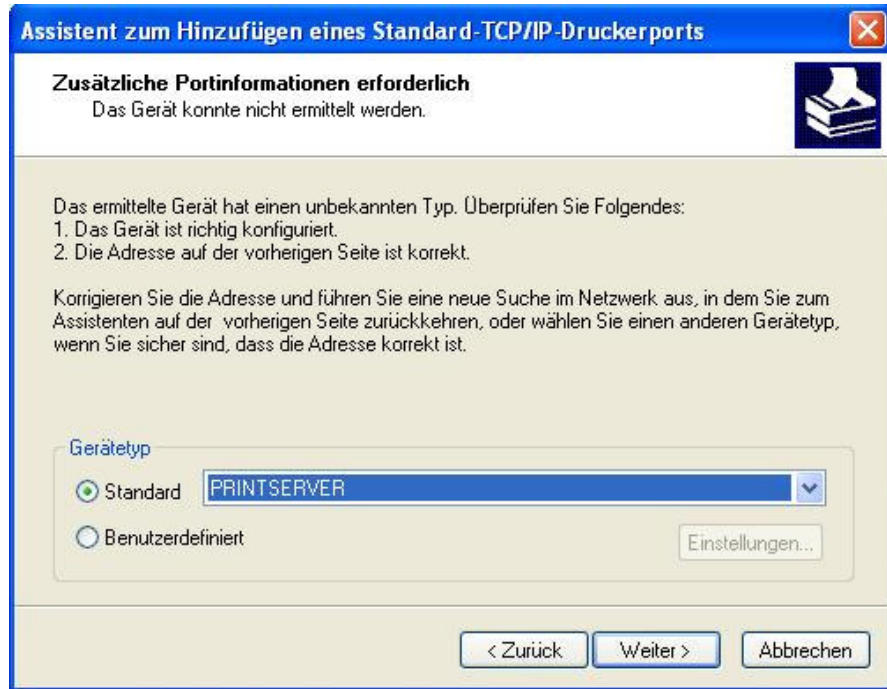 Assistent zum Hinzufügen eines Standard-TCP/IP-Druckerports
Zusätzliche Portinformationen erforderlich
Das Gerät konnte nicht ermittelt werden.
Das ermittelte Gerät hat einen unbekannten Typ. Überprüfen Sie Folgendes:
1. Das Gerät ist richtig konfiguriert.
2. Die Adresse auf der vorherigen Seite ist korrekt.
Korrigieren Sie die Adresse und führen Sie eine neue Suche im Netzwerk aus, in dem Sie zum
Assistenten auf der vorherigen Seite zurückkehren, oder wählen Sie einen anderen Gerätetyp,
wenn Sie sicher sind, dass die Adresse korrekt ist.
Gerätetyp
Standard PRINTSERVER
Benutzerdefiniert Einstellungen...
< Zurück Weiter > Abbrechen